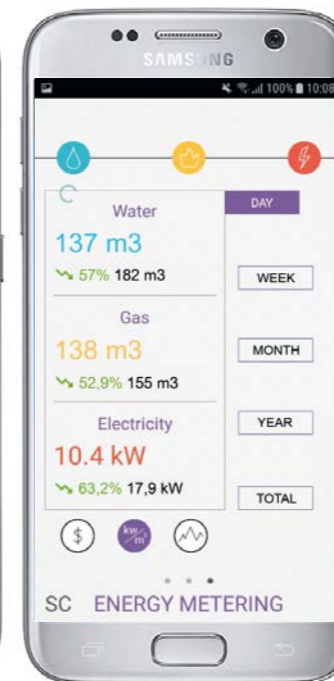 SAMSUNG
100% 10:08
Water
137 m3
57% 182 m3
Gas
138 m3
52,9% 155 m3
Electricity
10.4 kW
63,2% 17,9 kW
DAY
WEEK
MONTH
YEAR
TOTAL
$ kw/m³
SC ENERGY METERING